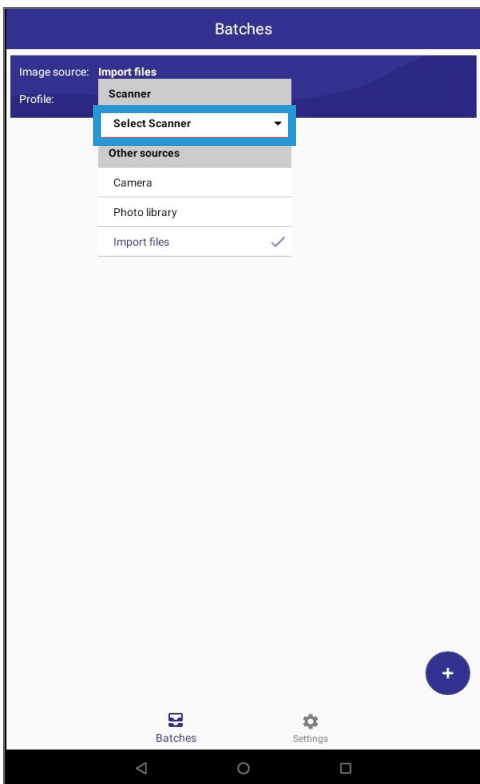 Batches
Image source: Import files
Profile:
Scanner
Select Scanner
Other sources
Camera
Photo library
Import files
+
Batches
Settings